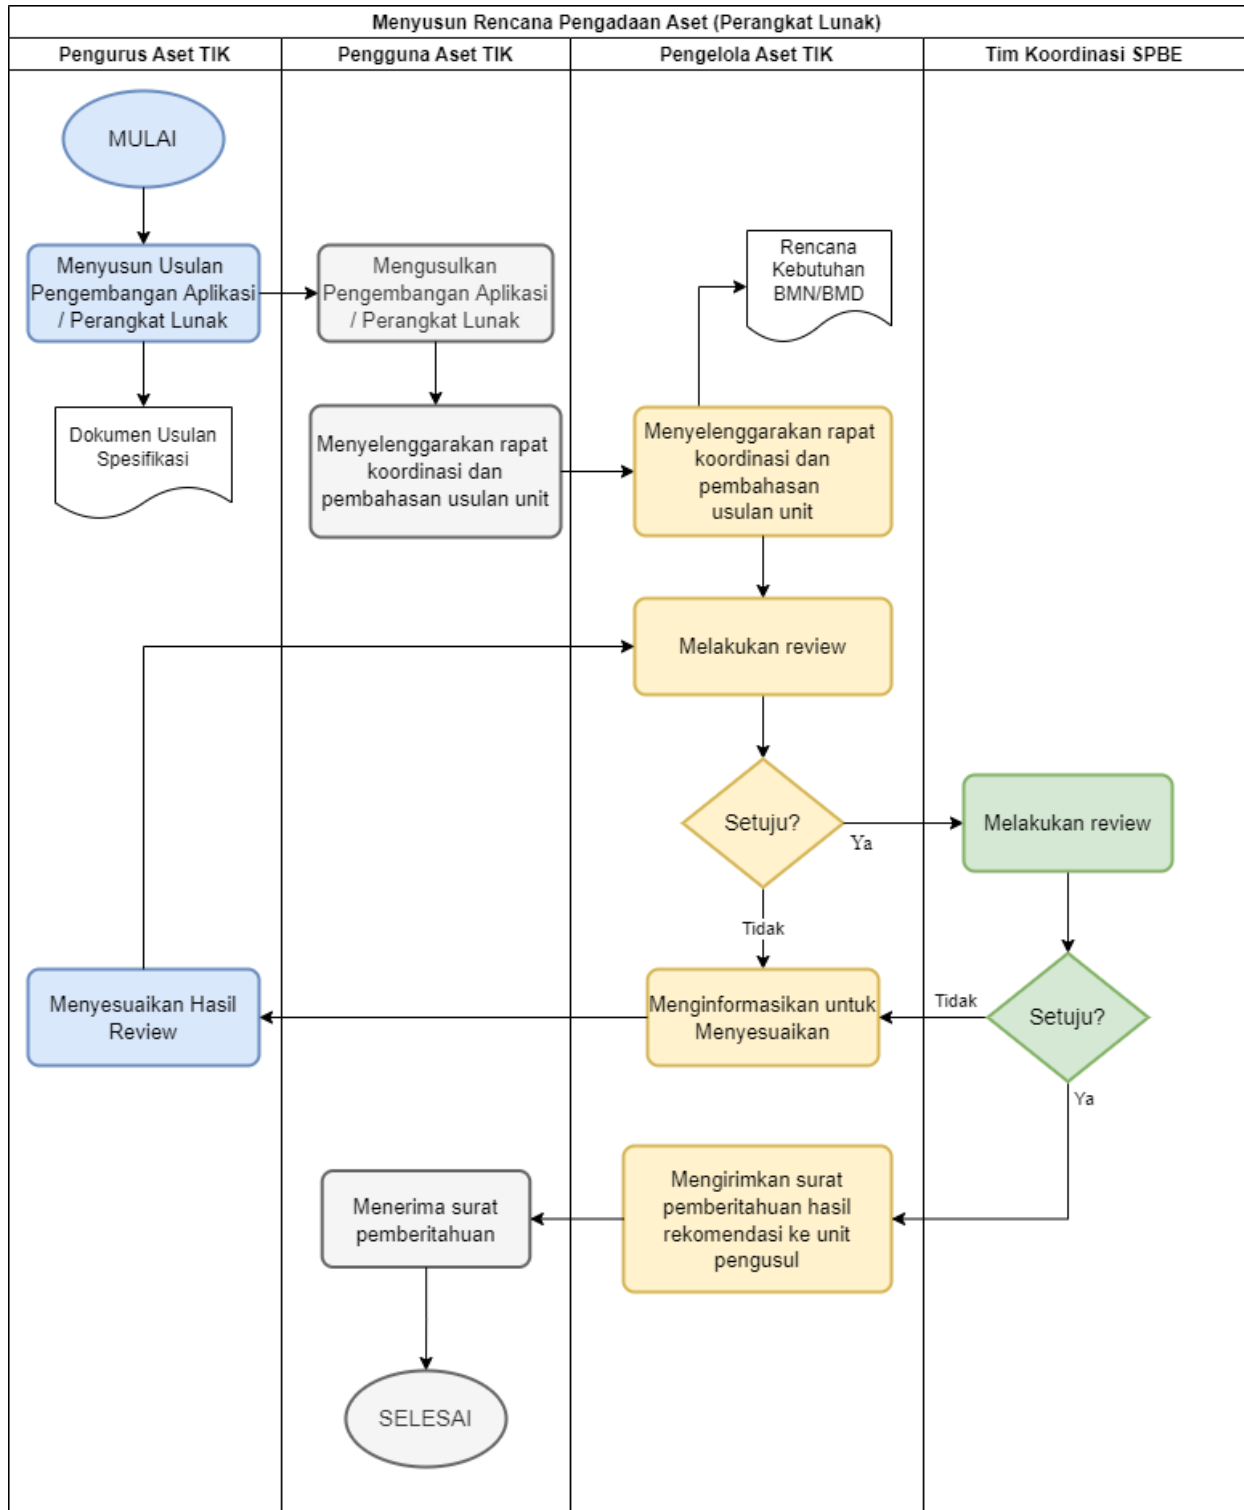 Menyusun Rencana Pengadaan Aset (Perangkat Lunak)
Pengurus Aset TIK
Pengguna Aset TIK
Pengelola Aset TIK
Tim Koordinasi SPBE
MULAI
Menyusun Usulan
Pengembangan Aplikasi
/ Perangkat Lunak
Mengusulkan
Pengembangan Aplikasi
/ Perangkat Lunak
Rencana
Kebutuhan
BMN/BMD
Dokumen Usulan
Spesifikasi
Menyelenggarakan rapat
koordinasi dan
pembahasan usulan unit
Menyelenggarakan rapat
koordinasi dan
pembahasan
usulan unit
Melakukan review
Setuju?
Ya
Melakukan review
Tidak
Menyesuaikan Hasil
Review
Menginformasikan untuk
Menyesuaikan
Tidak
Setuju?
Ya
Menerima surat
pemberitahuan
Mengirimkan surat
pemberitahuan hasil
rekomendasi ke unit
pengusul
SELESAI